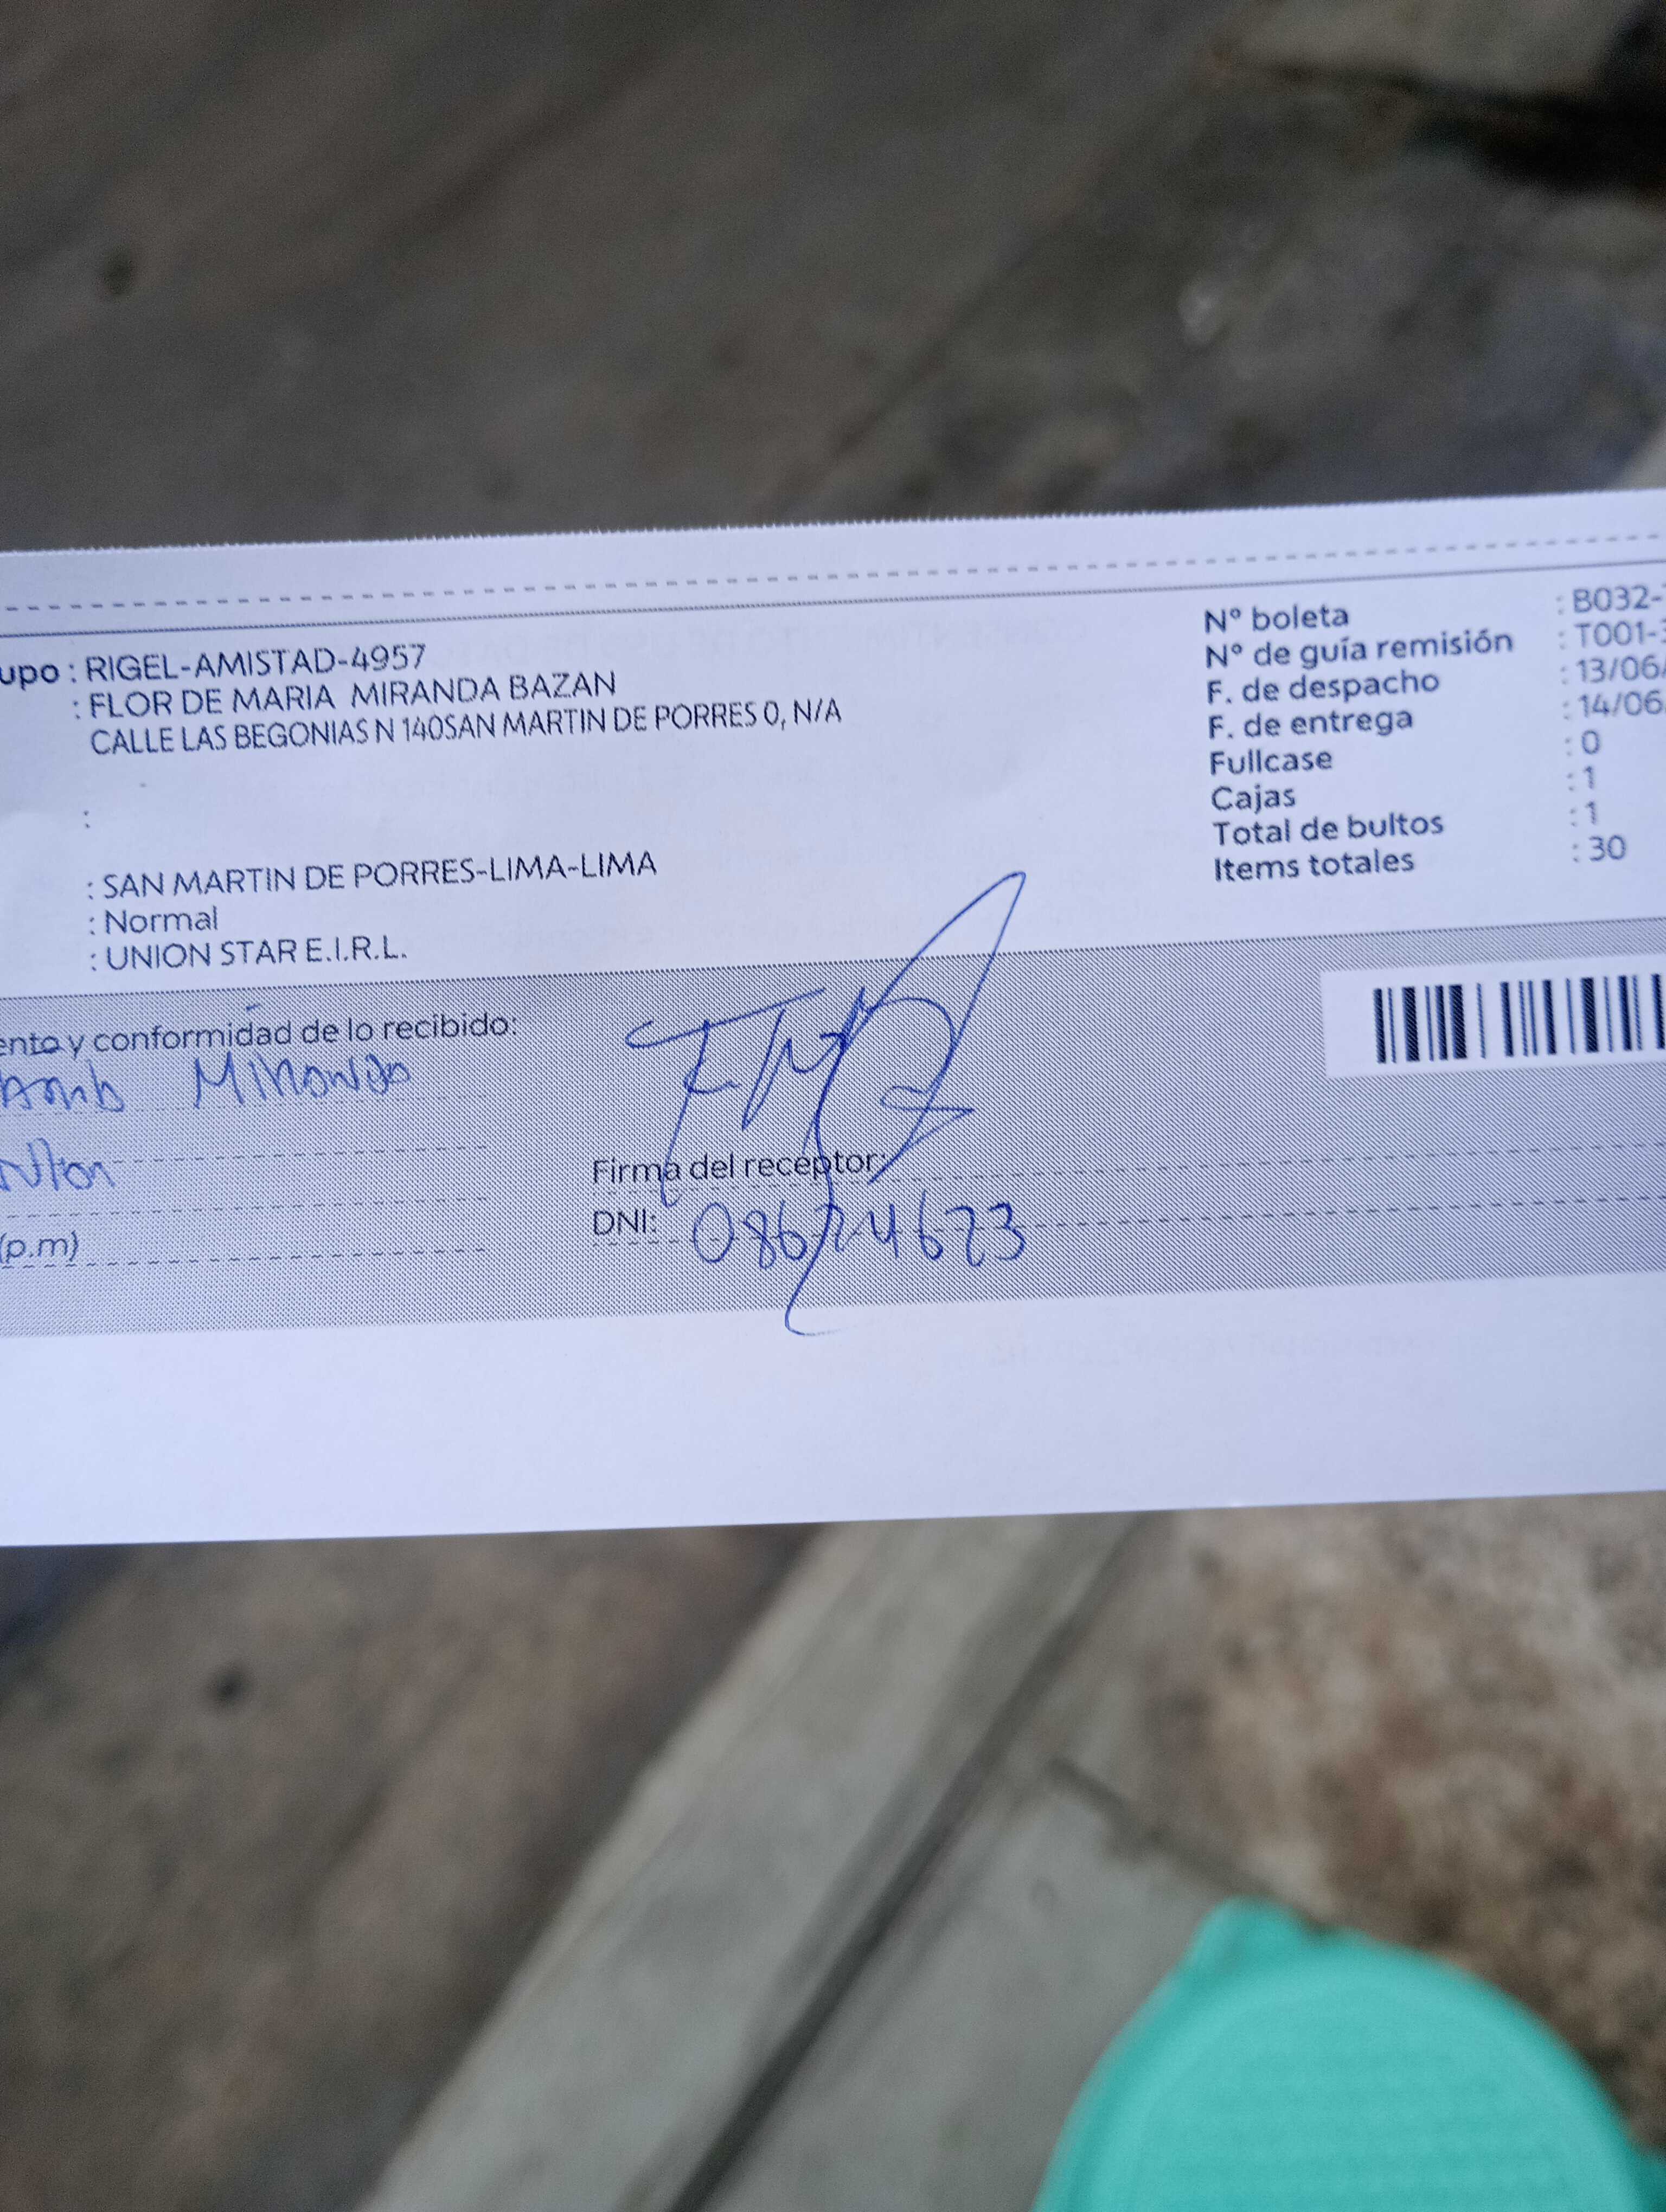 upo : RIGEL-AMISTAD-4957
: FLOR DE MARIA MIRANDA BAZAN
CALLE LAS BEGONIAS N 140SAN MARTIN DE PORRES 0, N/A
:
: SAN MARTIN DE PORRES-LIMA-LIMA
: Normal
: UNION STAR E.I.R.L.
Nº boleta : B032-
Nº de guía remisión : T001-
F. de despacho : 13/06/
F. de entrega : 14/06
Fullcase : 0
Cajas : 1
Total de bultos : 1
Items totales : 30
ento y conformidad de lo recibido:
Miranda
Firma del receptor:
(p.m)
DNI: 08624623